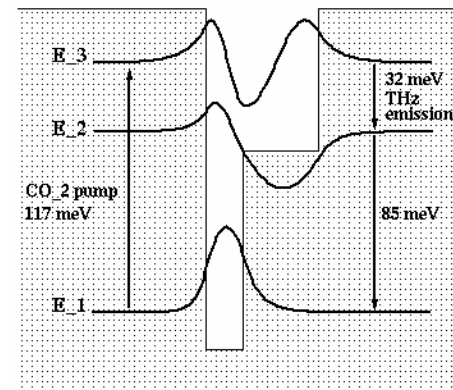 E_3
32 meV
THz
emission
E_2
CO_2 pump
117 meV
85 meV
E_1